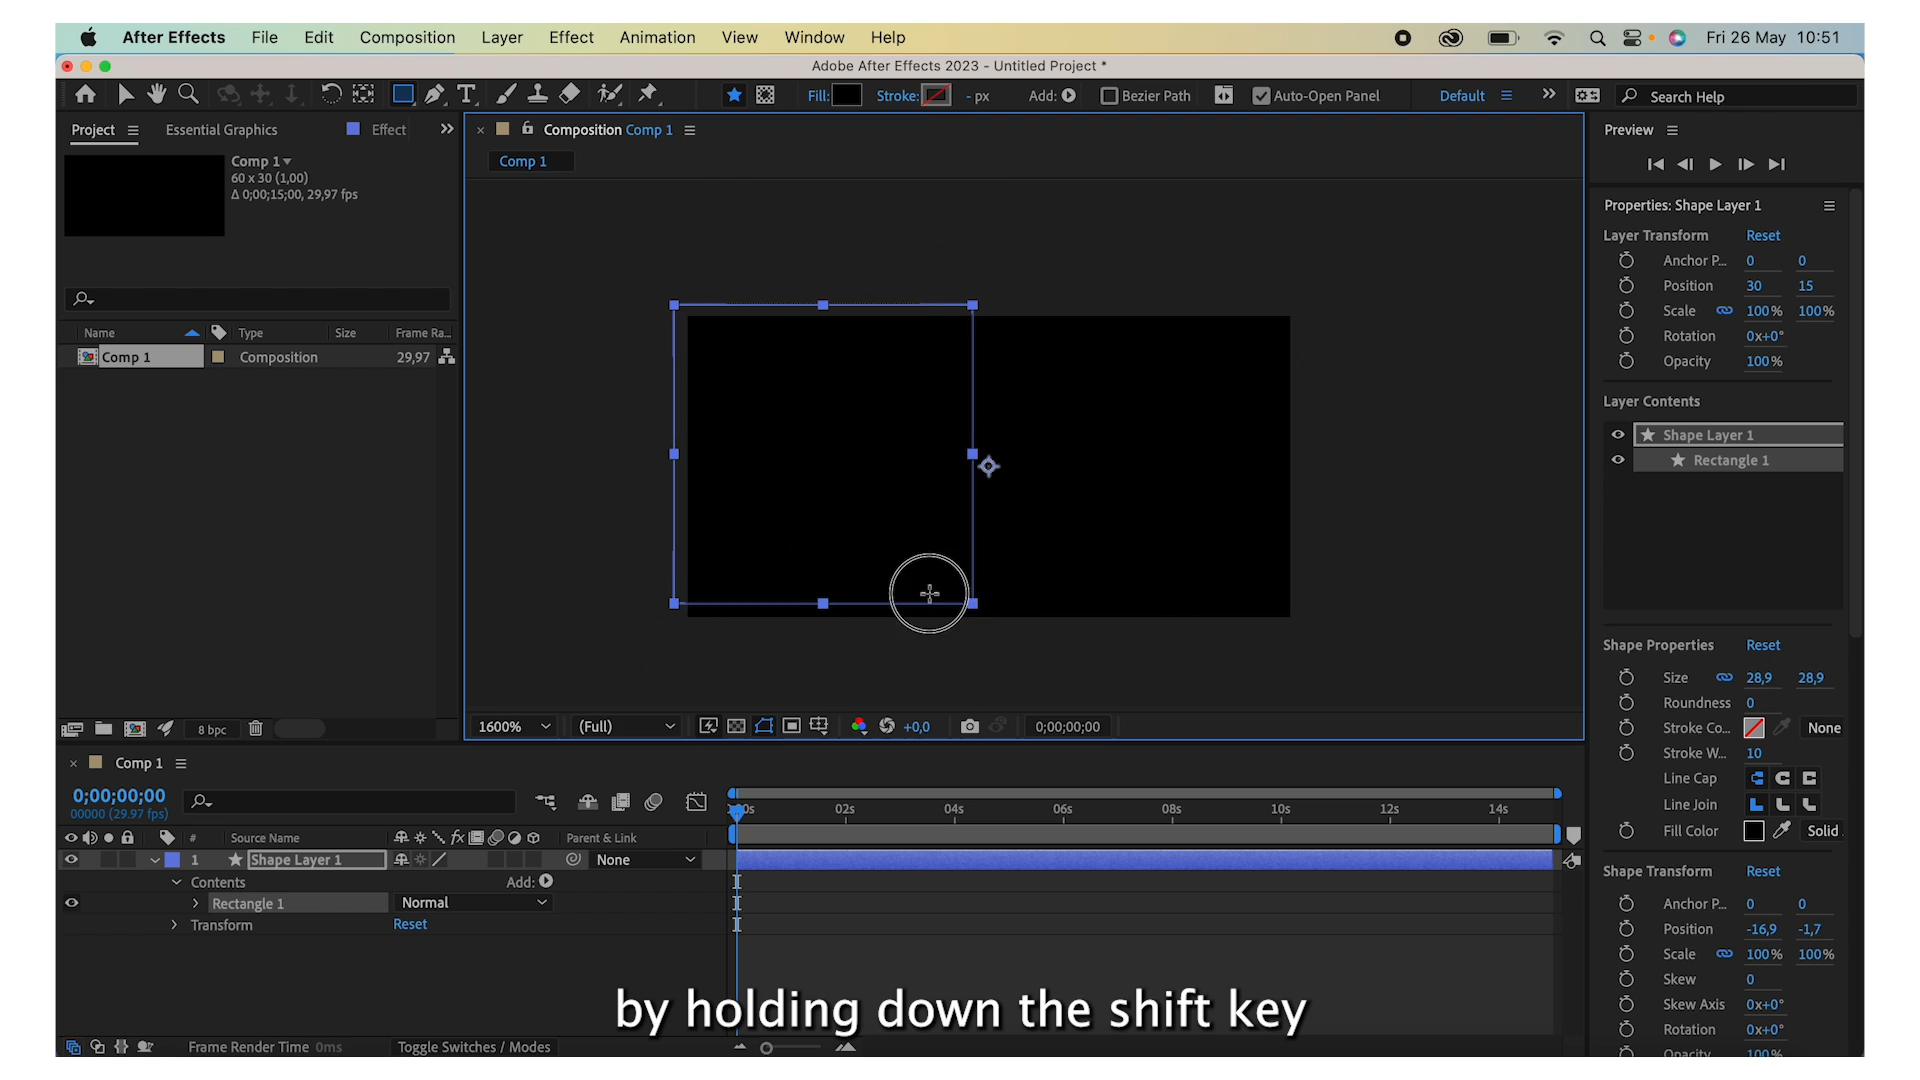 After Effects File Edit Composition Layer Effect Animation View Window Help Fri 26 May 10:51
Adobe After Effects 2023 - Untitled Project *
Fill: Stroke: - px Add: Bezier Path Auto-Open Panel Default Search Help
Project Essential Graphics Effect
Comp 1
60 x 30 (1,00)
Δ 0;00;15;00, 29,97 fps
Name Type Size Frame Ra...
Comp 1 Composition 29,97
8 bpc
Composition Comp 1
Comp 1
1600% (Full) +0,0 0;00;00;00
Preview
Properties: Shape Layer 1
Layer Transform Reset
Anchor P... 0 0
Position 30 15
Scale 100% 100%
Rotation 0x+0°
Opacity 100%
Layer Contents
Shape Layer 1
Rectangle 1
Shape Properties Reset
Size 28,9 28,9
Roundness 0
Stroke Co... None
Stroke W... 10
Line Cap
Line Join
Fill Color Solid
Shape Transform Reset
Anchor P... 0 0
Position -16,9 -1,7
Scale 100% 100%
Skew 0
Skew Axis 0x+0°
Rotation 0x+0°
Opacity 100%
Comp 1
0;00;00;00
00000 (29.97 fps)
02s 04s 06s 08s 10s 12s 14s
# Source Name fx Parent & Link
1 Shape Layer 1 None
Contents Add:
Rectangle 1 Normal
Transform Reset
by holding down the shift key
Frame Render Time 0ms Toggle Switches / Modes